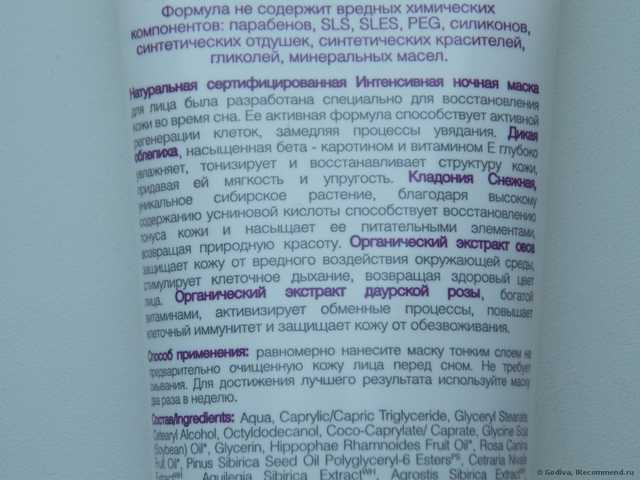 Формула не содержит вредных химических
компонентов: парабенов, SLS, SLES, PEG, силиконов,
синтетических отдушек, синтетических красителей,
гликолей, минеральных масел.
Натуральная сертифицированная Интенсивная ночная маска
для лица была разработана специально для восстановления
кожи во время сна. Ее активная формула способствует активной
регенерации клеток, замедляя процессы увядания. Дикая
облепиха, насыщенная бета - каротином и витамином Е глубоко
увлажняет, тонизирует и восстанавливает структуру кожи,
придавая ей мягкость и упругость. Кладония Снежная,
уникальное сибирское растение, благодаря высокому
содержанию усниновой кислоты способствует восстановлению
тонуса кожи и насыщает ее питательными элементами,
возвращая природную красоту. Органический экстракт овса
защищает кожу от вредного воздействия окружающей среды,
стимулирует клеточное дыхание, возвращая здоровый цвет
лица. Органический экстракт даурской розы, богатой
витаминами, активизирует обменные процессы, повышает
клеточный иммунитет и защищает кожу от обезвоживания.
Способ применения: равномерно нанесите маску тонким слоем на
предварительно очищенную кожу лица перед сном. Не требует
смывания. Для достижения лучшего результата используйте маску
два раза в неделю.
Состав/Ingredients: Aqua, Caprylic/Capric Triglyceride, Glyceryl Stearate,
Cetearyl Alcohol, Octyldodecanol, Coco-Caprylate/ Caprate, Glycine Soja
(Soybean) Oil*, Glycerin, Hippophae Rhamnoides Fruit Oil*, Rosa Canina
Fruit Oil*, Pinus Sibirica Seed Oil Polyglyceryl-6 Esters, Cetraria Nivalis
Aquilegia Sibirica Extract, Agrostis Sibirica Extract
© Godiva, IRecommend.ru